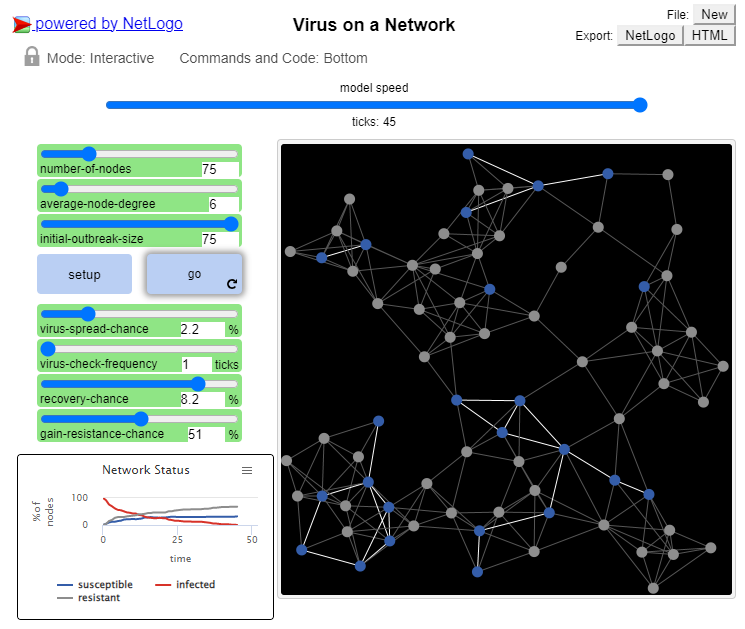 powered by NetLogo
Virus on a Network
File: New
Export: NetLogo HTML
Mode: Interactive
Commands and Code: Bottom
model speed
ticks: 45
number-of-nodes 75
average-node-degree 6
initial-outbreak-size 75
setup
go
virus-spread-chance 2.2 %
virus-check-frequency 1 ticks
recovery-chance 8.2 %
gain-resistance-chance 51 %
Network Status
% of
nodes
100
0
0 25 50
time
susceptible infected
resistant